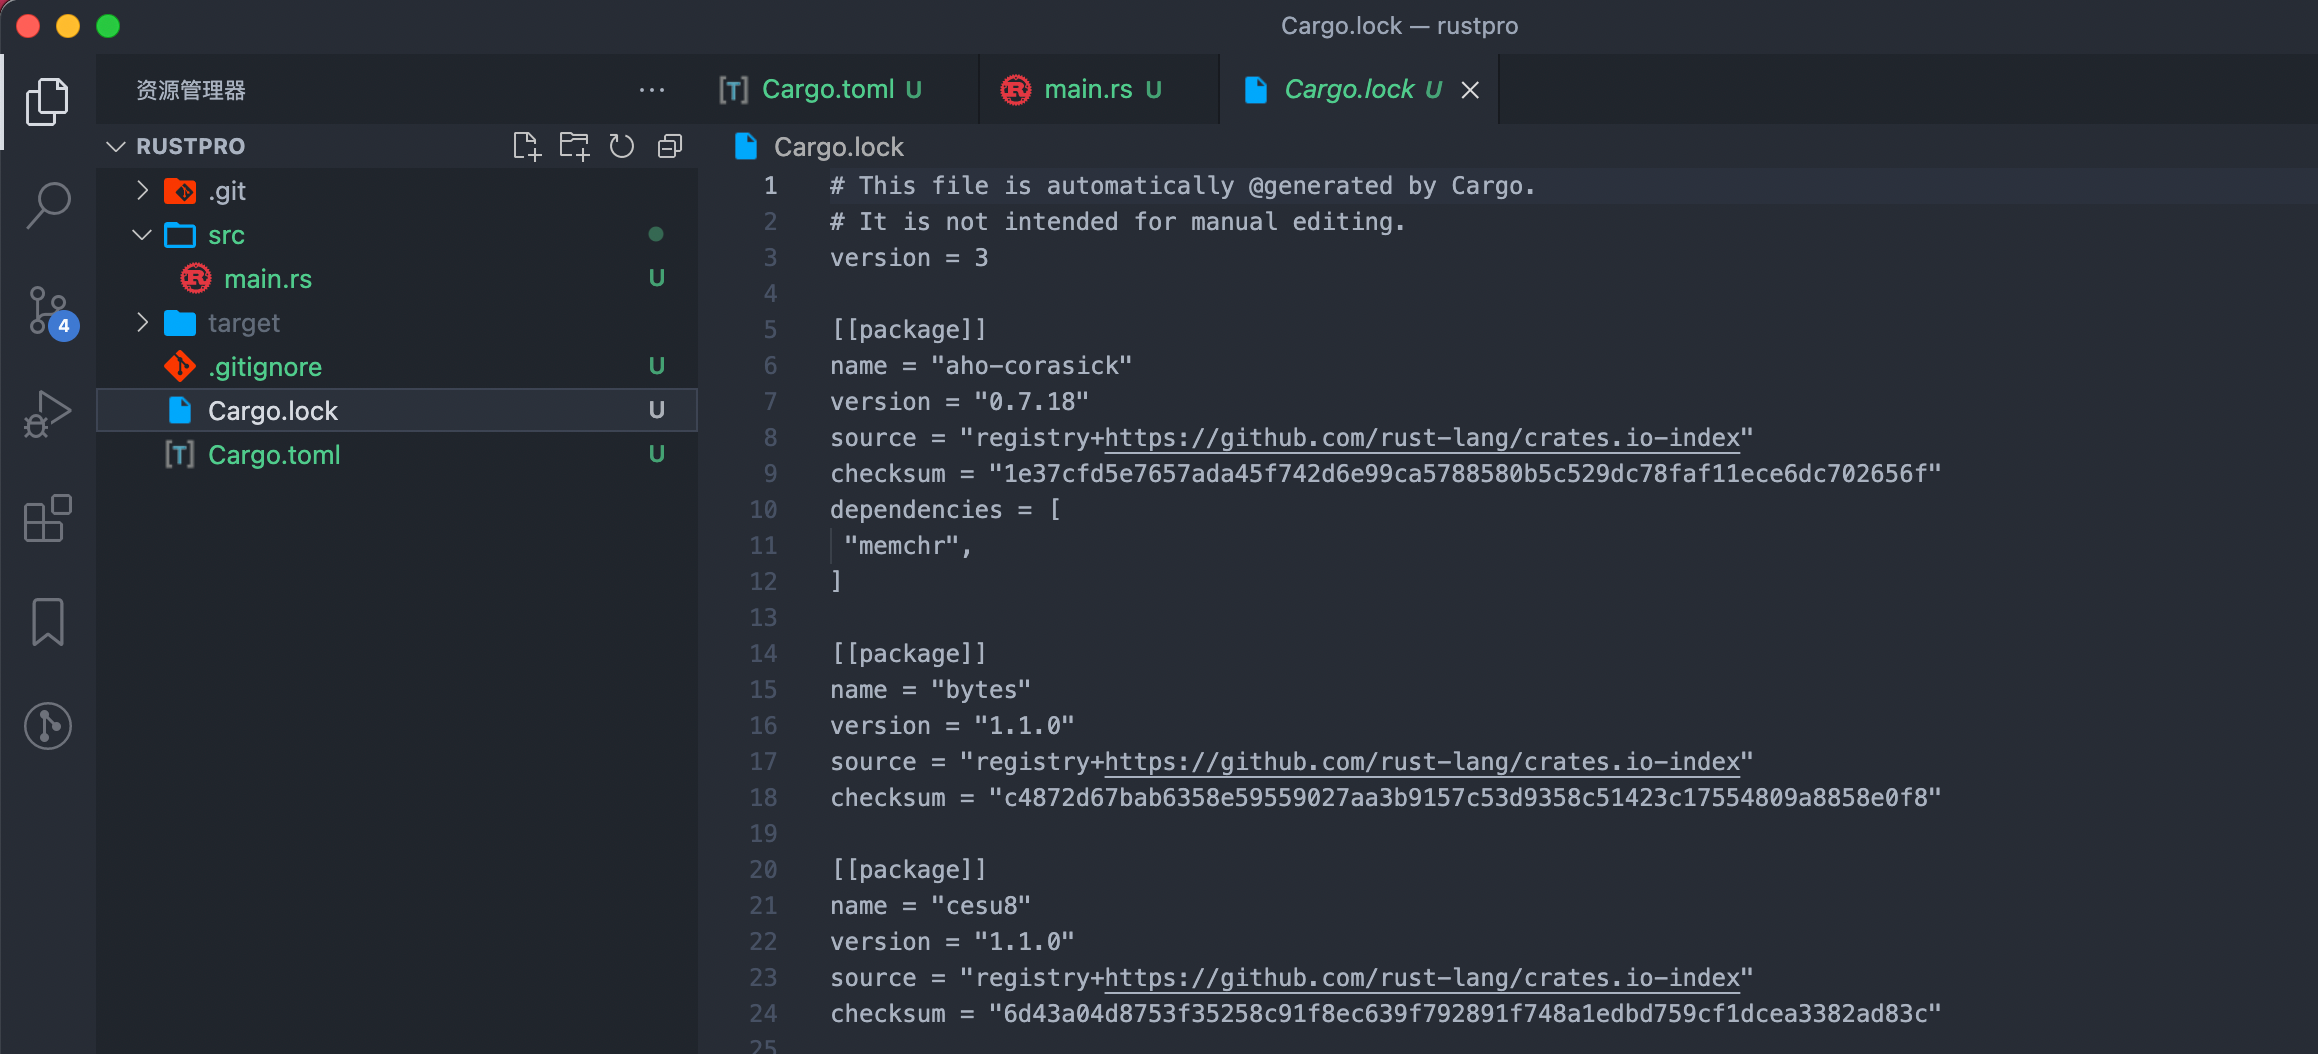 Cargo.lock — rustpro
资源管理器
Cargo.toml U
main.rs U
Cargo.lock U
RUSTPRO
Cargo.lock
.git
src
main.rs U
target
.gitignore U
Cargo.lock U
Cargo.toml U
4
1 # This file is automatically @generated by Cargo.
2 # It is not intended for manual editing.
3 version = 3
4
5 [[package]]
6 name = "aho-corasick"
7 version = "0.7.18"
8 source = "registry+https://github.com/rust-lang/crates.io-index"
9 checksum = "1e37cfd5e7657ada45f742d6e99ca5788580b5c529dc78faf11ece6dc702656f"
10 dependencies = [
11  "memchr",
12 ]
13
14 [[package]]
15 name = "bytes"
16 version = "1.1.0"
17 source = "registry+https://github.com/rust-lang/crates.io-index"
18 checksum = "c4872d67bab6358e59559027aa3b9157c53d9358c51423c17554809a8858e0f8"
19
20 [[package]]
21 name = "cesu8"
22 version = "1.1.0"
23 source = "registry+https://github.com/rust-lang/crates.io-index"
24 checksum = "6d43a04d8753f35258c91f8ec639f792891f748a1edbd759cf1dcea3382ad83c"
25